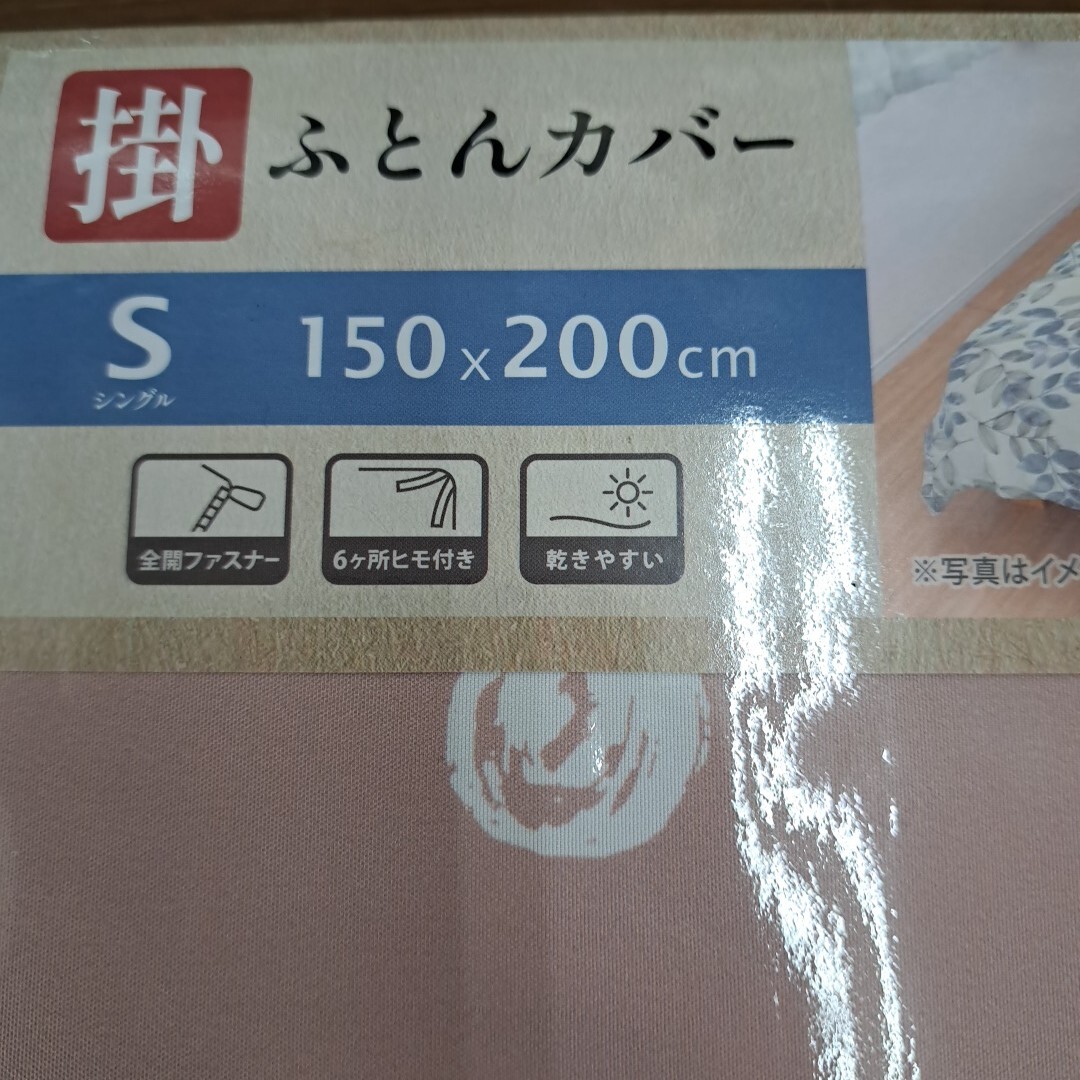 掛 ふとんカバー
S 150x200cm
シングル
全開ファスナー
6ヶ所ヒモ付き
乾きやすい
※写真はイメ